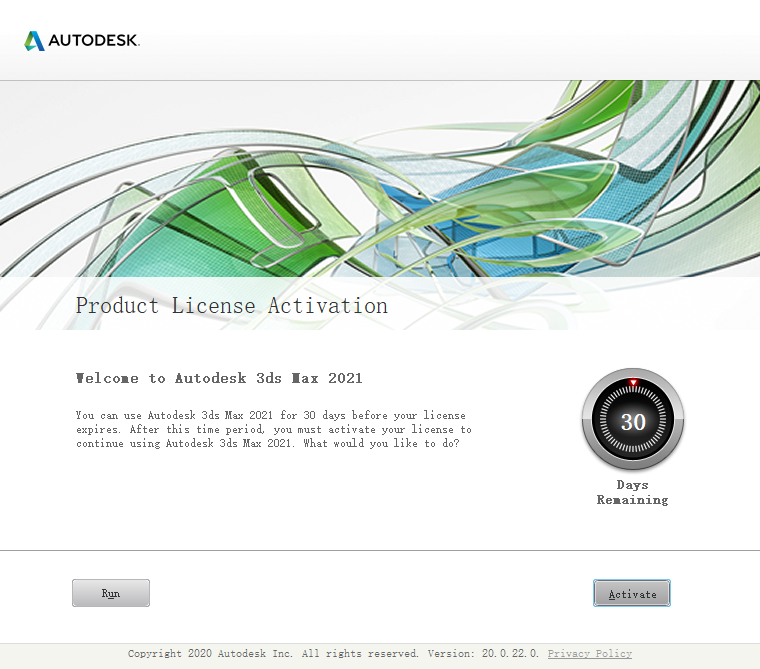 AUTODESK.
Product License Activation
Welcome to Autodesk 3ds Max 2021
You can use Autodesk 3ds Max 2021 for 30 days before your license
expires. After this time period, you must activate your license to
continue using Autodesk 3ds Max 2021. What would you like to do?
30
Days
Remaining
Run
Activate
Copyright 2020 Autodesk Inc. All rights reserved. Version: 20.0.22.0. Privacy Policy